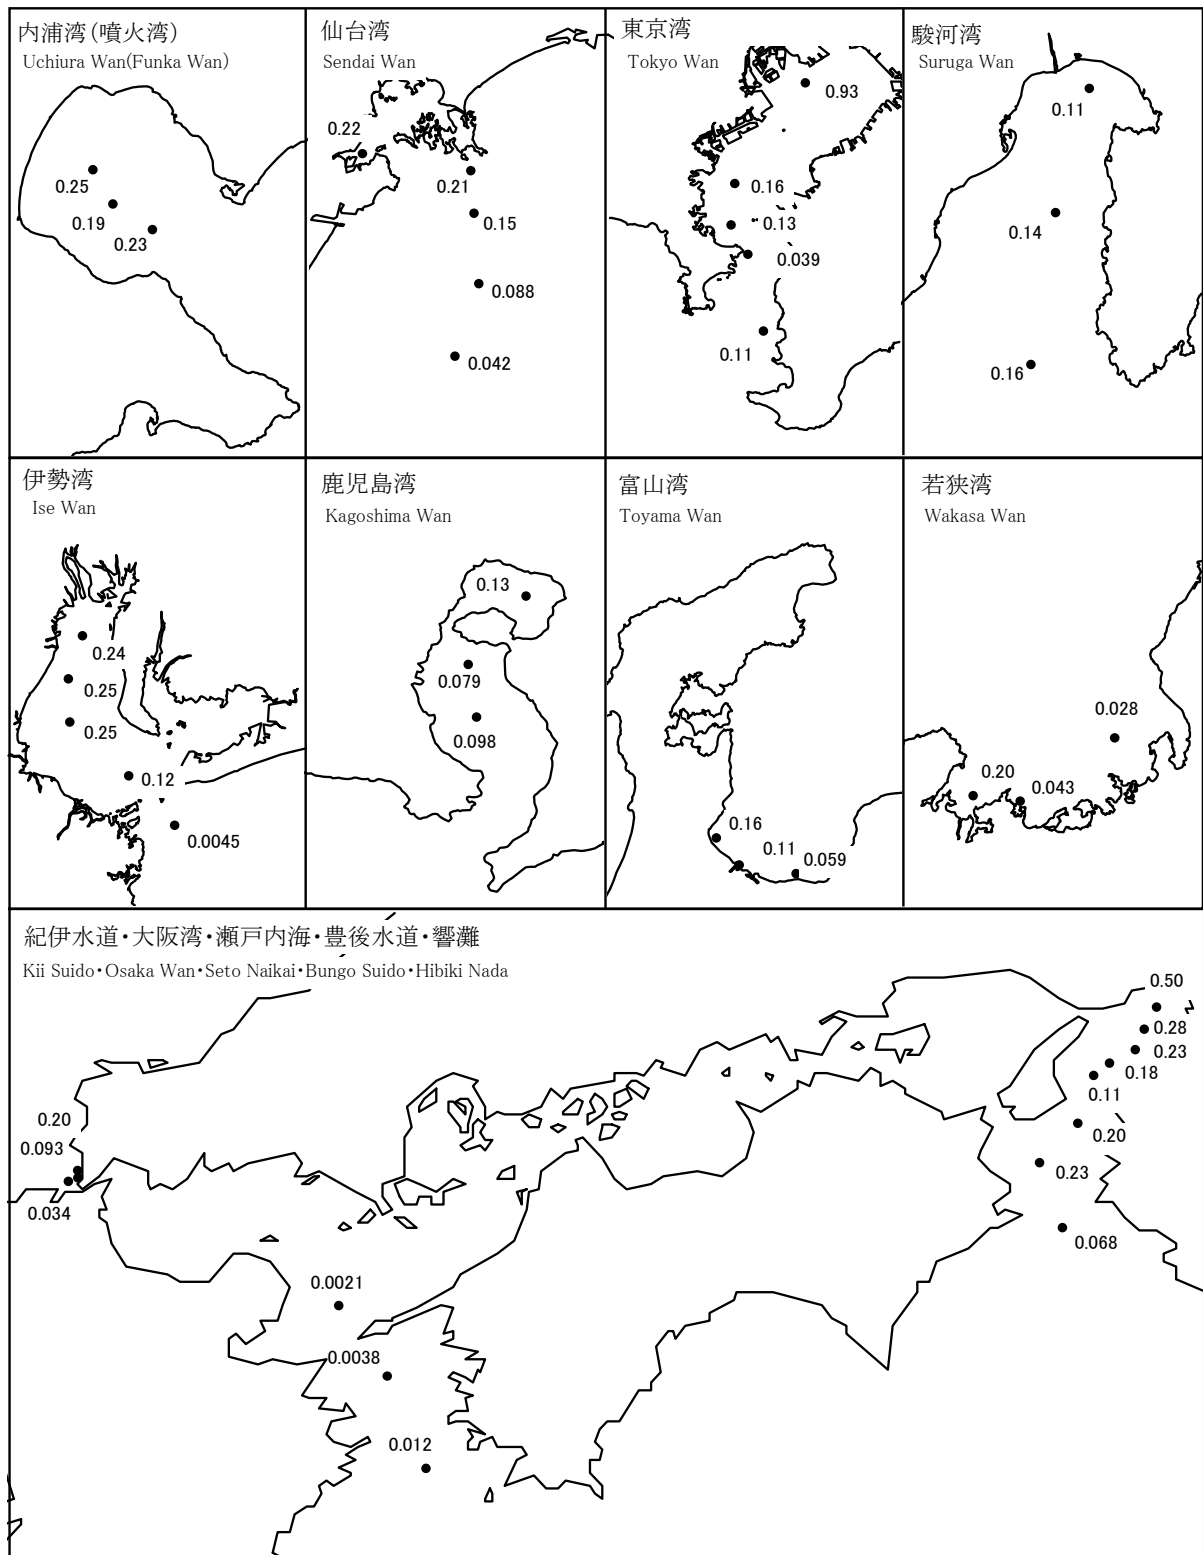 内浦湾(噴火湾)
Uchiura Wan(Funka Wan)
0.25
0.19
0.23
仙台湾
Sendai Wan
0.22
0.21
0.15
0.088
0.042
東京湾
Tokyo Wan
0.93
0.16
0.13
0.039
0.11
駿河湾
Suruga Wan
0.11
0.14
0.16
伊勢湾
Ise Wan
0.24
0.25
0.25
0.12
0.0045
鹿児島湾
Kagoshima Wan
0.13
0.079
0.098
富山湾
Toyama Wan
0.16
0.11
0.059
若狭湾
Wakasa Wan
0.028
0.20
0.043
紀伊水道・大阪湾・瀬戸内海・豊後水道・響灘
Kii Suido・Osaka Wan・Seto Naikai・Bungo Suido・Hibiki Nada
0.50
0.28
0.23
0.18
0.11
0.20
0.20
0.093
0.23
0.034
0.068
0.0021
0.0038
0.012